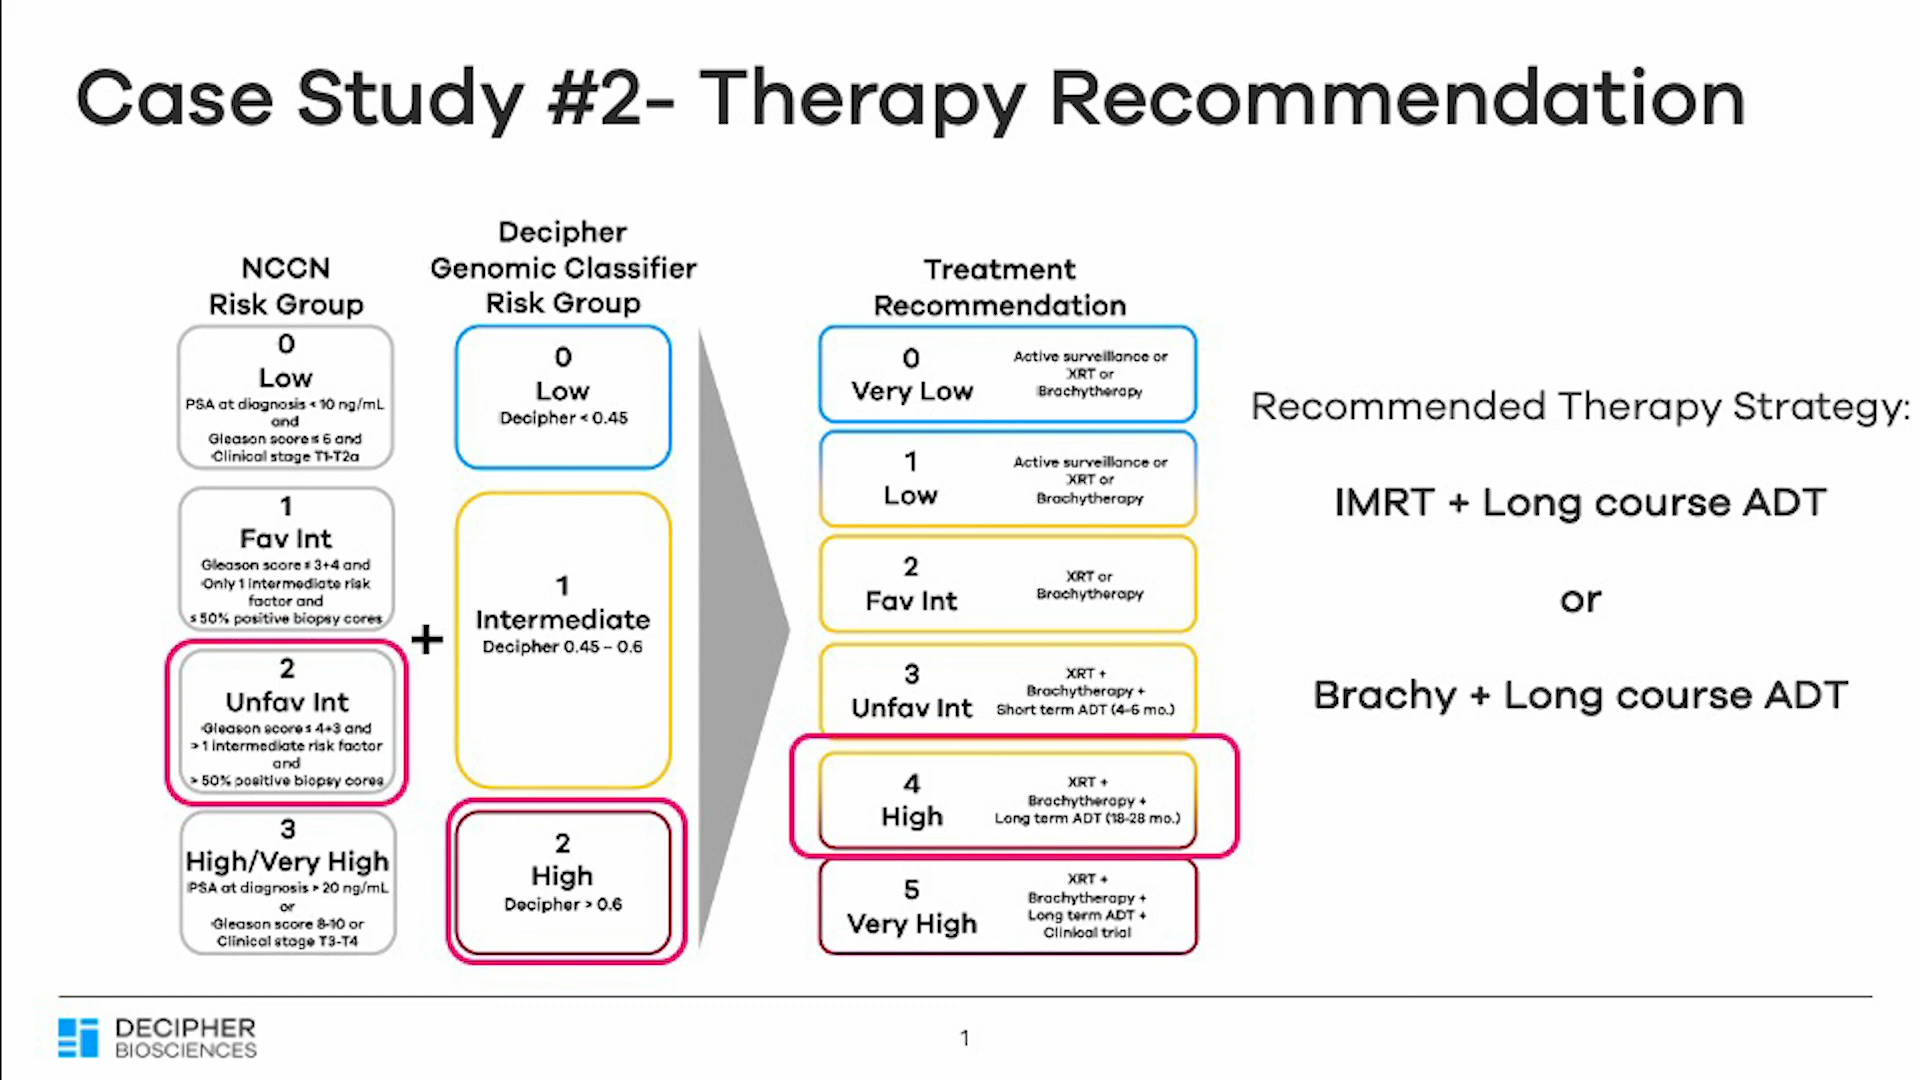 Case Study #2- Therapy Recommendation
NCCN
Risk Group
0
Low
PSA at diagnosis < 10 ng/mL
and
Gleason score ≤ 6 and
Clinical stage T1-T2a
1
Fav Int
Gleason score ≤ 3+4 and
Only 1 intermediate risk
factor and
≤ 50% positive biopsy cores
2
Unfav Int
Gleason score ≤ 4+3 and
> 1 intermediate risk factor
and
> 50% positive biopsy cores
3
High/Very High
PSA at diagnosis > 20 ng/mL
or
Gleason score 8-10 or
Clinical stage T3-T4
+
Decipher
Genomic Classifier
Risk Group
0
Low
Decipher < 0.45
1
Intermediate
Decipher 0.45 – 0.6
2
High
Decipher > 0.6
Treatment
Recommendation
0
Very Low
Active surveillance or
XRT or
Brachytherapy
1
Low
Active surveillance or
XRT or
Brachytherapy
2
Fav Int
XRT or
Brachytherapy
3
Unfav Int
XRT +
Brachytherapy +
Short term ADT (4-6 mo.)
4
High
XRT +
Brachytherapy +
Long term ADT (18-28 mo.)
5
Very High
XRT +
Brachytherapy +
Long term ADT +
Clinical trial
Recommended Therapy Strategy:
IMRT + Long course ADT
or
Brachy + Long course ADT
DECIPHER
BIOSCIENCES
1